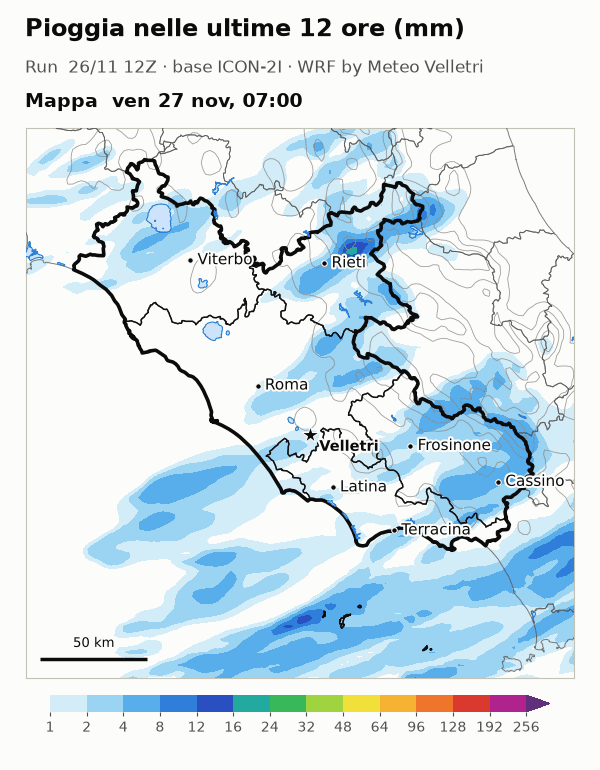 Pioggia nelle ultime 12 ore (mm)
Run  26/11 12Z · base ICON-2I · WRF by Meteo Velletri
Mappa  ven 27 nov, 07:00
Viterbo
Rieti
Roma
Velletri
Frosinone
Cassino
Latina
Terracina
50 km
1 2 4 8 12 16 24 32 48 64 96 128 192 256